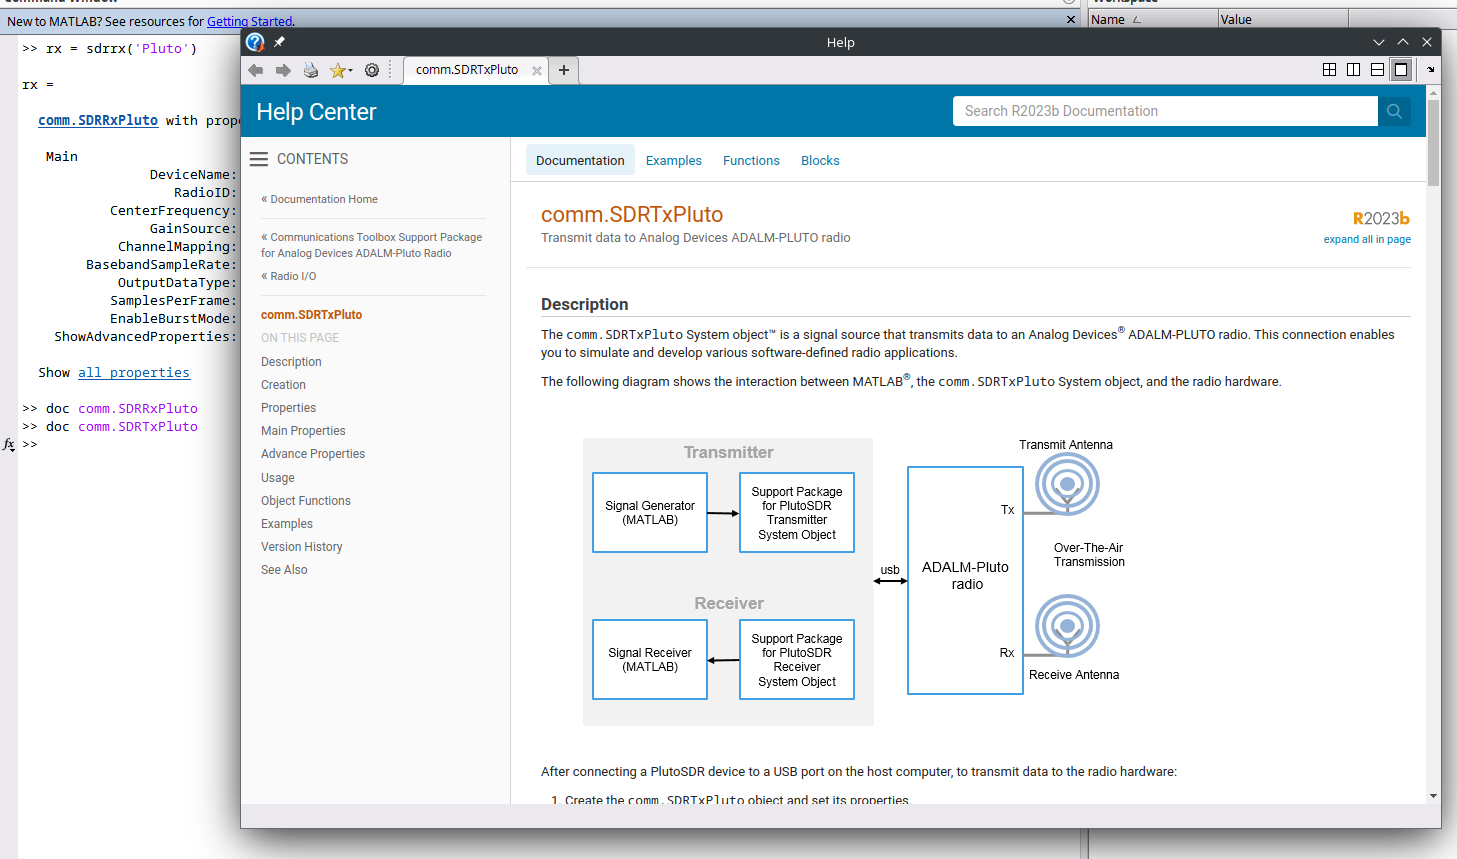 New to MATLAB? See resources for Getting Started.
Name
Value
>> rx = sdrrx('Pluto')
rx =
comm.SDRRxPluto with
Main
DeviceName:
RadioID:
CenterFrequency:
GainSource:
ChannelMapping:
BasebandSampleRate:
OutputDataType:
SamplesPerFrame:
EnableBurstMode:
ShowAdvancedProperties:
Show all properties
>> doc comm.SDRRxPluto
>> doc comm.SDRTxPluto
fx >>
Help
comm.SDRTxPluto
Help Center
Search R2023b Documentation
CONTENTS
« Documentation Home
« Communications Toolbox Support Package
for Analog Devices ADALM-Pluto Radio
« Radio I/O
comm.SDRTxPluto
ON THIS PAGE
Description
Creation
Properties
Main Properties
Advance Properties
Usage
Object Functions
Examples
Version History
See Also
Documentation Examples Functions Blocks
comm.SDRTxPluto
Transmit data to Analog Devices ADALM-PLUTO radio
R2023b
expand all in page
Description
The comm.SDRTxPluto System object™ is a signal source that transmits data to an Analog Devices® ADALM-PLUTO radio. This connection enables
you to simulate and develop various software-defined radio applications.
The following diagram shows the interaction between MATLAB®, the comm.SDRTxPluto System object, and the radio hardware.
Transmitter
Signal Generator
(MATLAB)
Support Package
for PlutoSDR
Transmitter
System Object
Receiver
Signal Receiver
(MATLAB)
Support Package
for PlutoSDR
Receiver
System Object
usb
ADALM-Pluto
radio
Tx
Rx
Transmit Antenna
Over-The-Air
Transmission
Receive Antenna
After connecting a PlutoSDR device to a USB port on the host computer, to transmit data to the radio hardware:
1. Create the comm.SDRTxPluto object and set its properties.